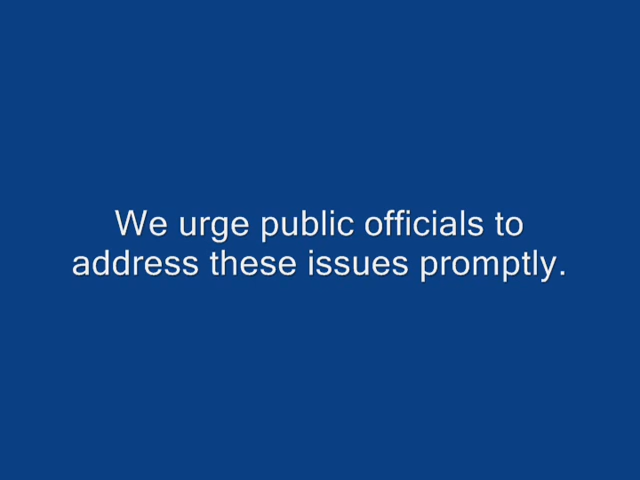 We urge public officials to
address these issues promptly.